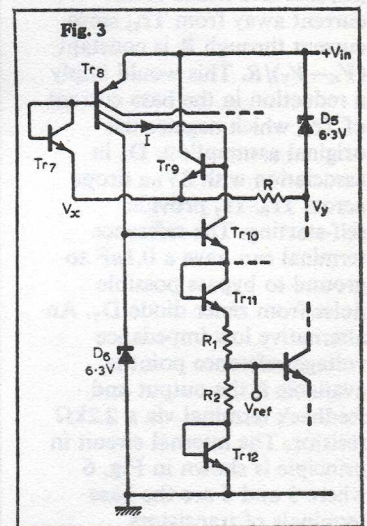 Fig. 3
+Vin
Tr8
D5
6·3V
I
Tr7
Tr9
R
Vx
Vy
Tr10
Tr11
D6
6·3V
R1
R2
Vref
Tr12